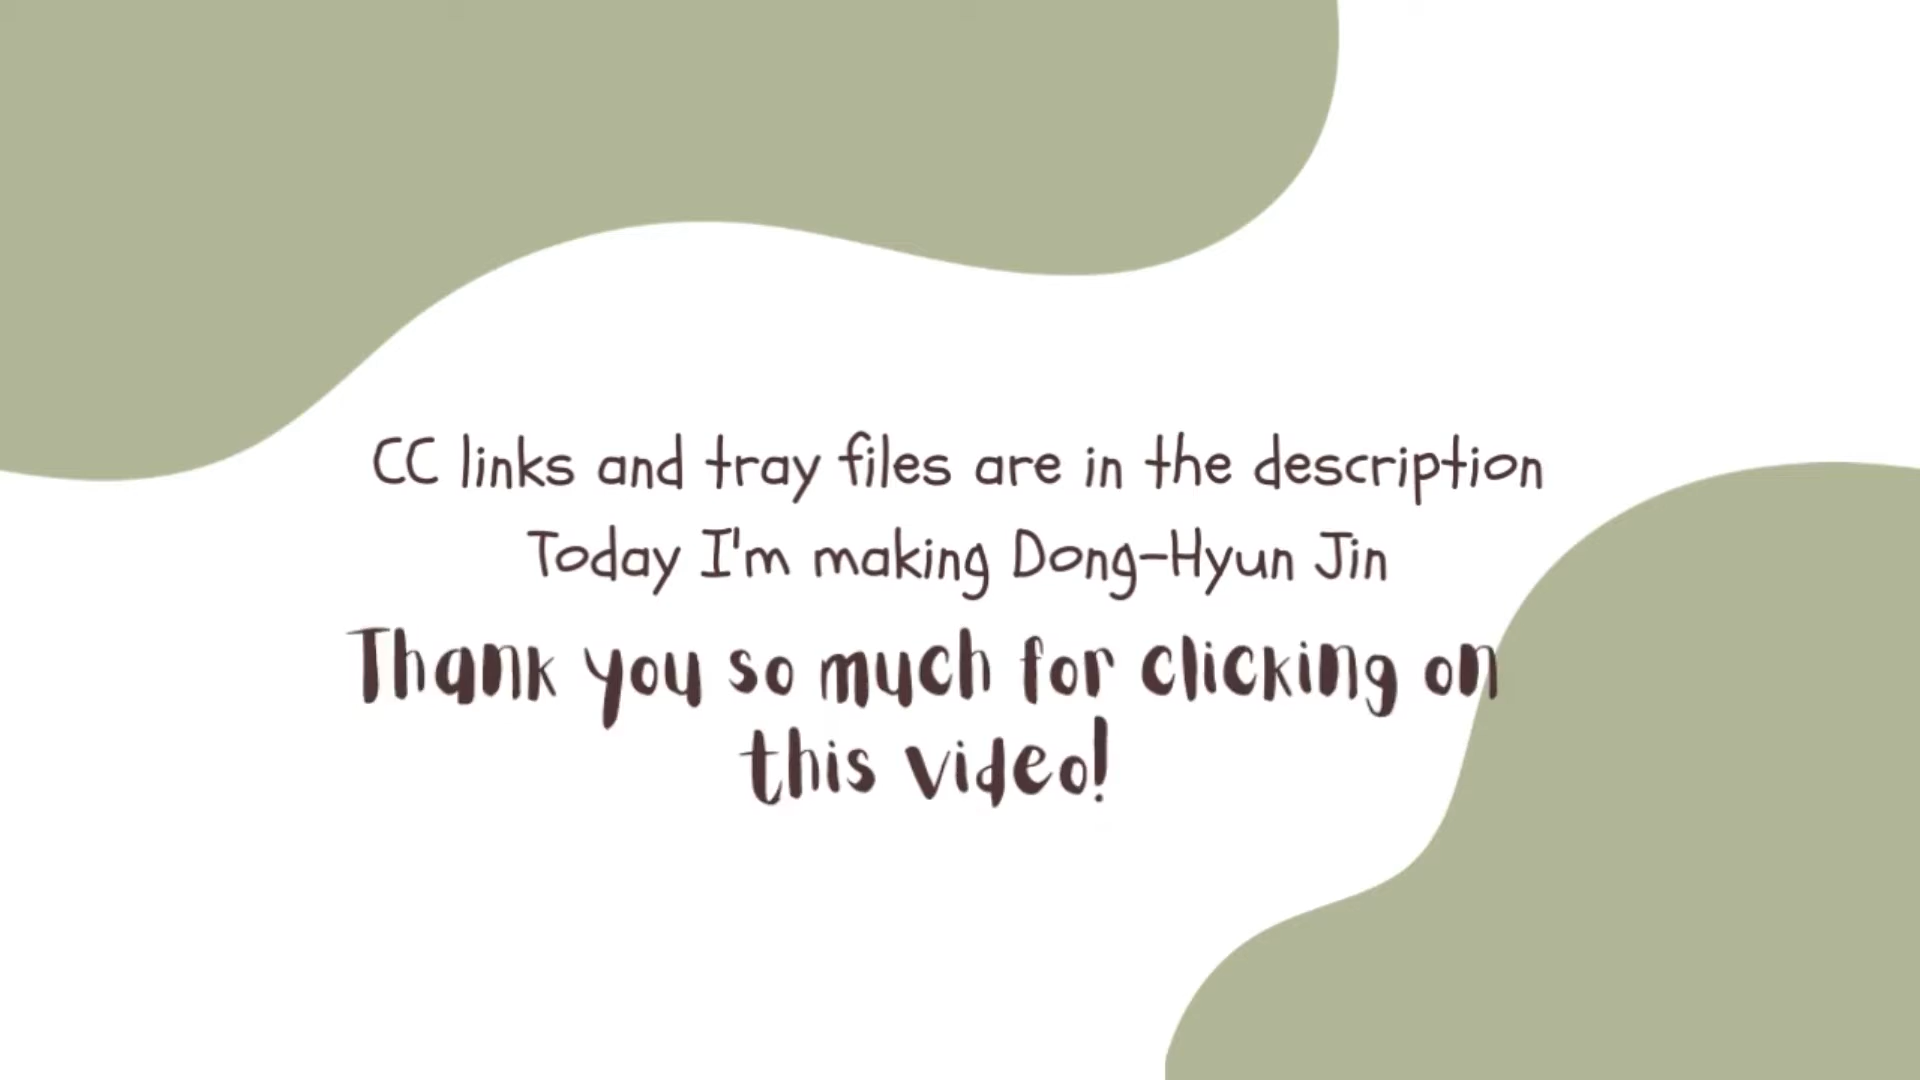 CC links and tray files are in the description
Today I'm making Dong-Hyun Jin
Thank you so much for clicking on
this video!